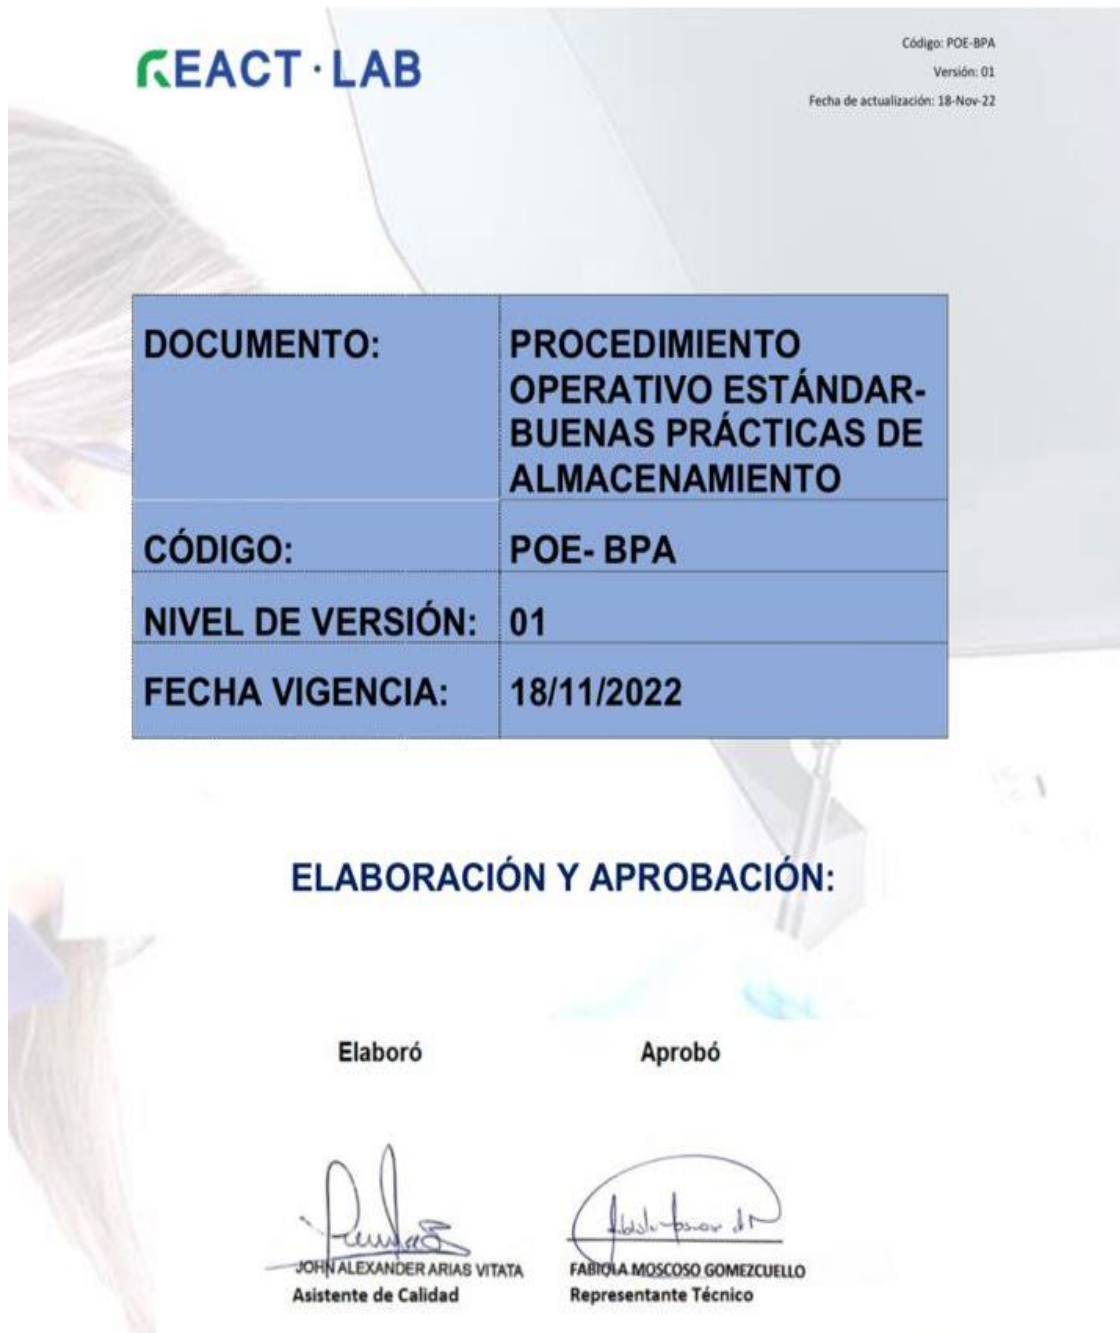 REACT·LAB
Código: POE-BPA
Versión: 01
Fecha de actualización: 18-Nov-22
DOCUMENTO:
PROCEDIMIENTO
OPERATIVO ESTÁNDAR-
BUENAS PRÁCTICAS DE
ALMACENAMIENTO
CÓDIGO:
POE- BPA
NIVEL DE VERSIÓN:
01
FECHA VIGENCIA:
18/11/2022
ELABORACIÓN Y APROBACIÓN:
Elaboró
Aprobó
JOHN ALEXANDER ARIAS VITATA
FABIOLA MOSCOSO GOMEZCUELLO
Asistente de Calidad
Representante Técnico